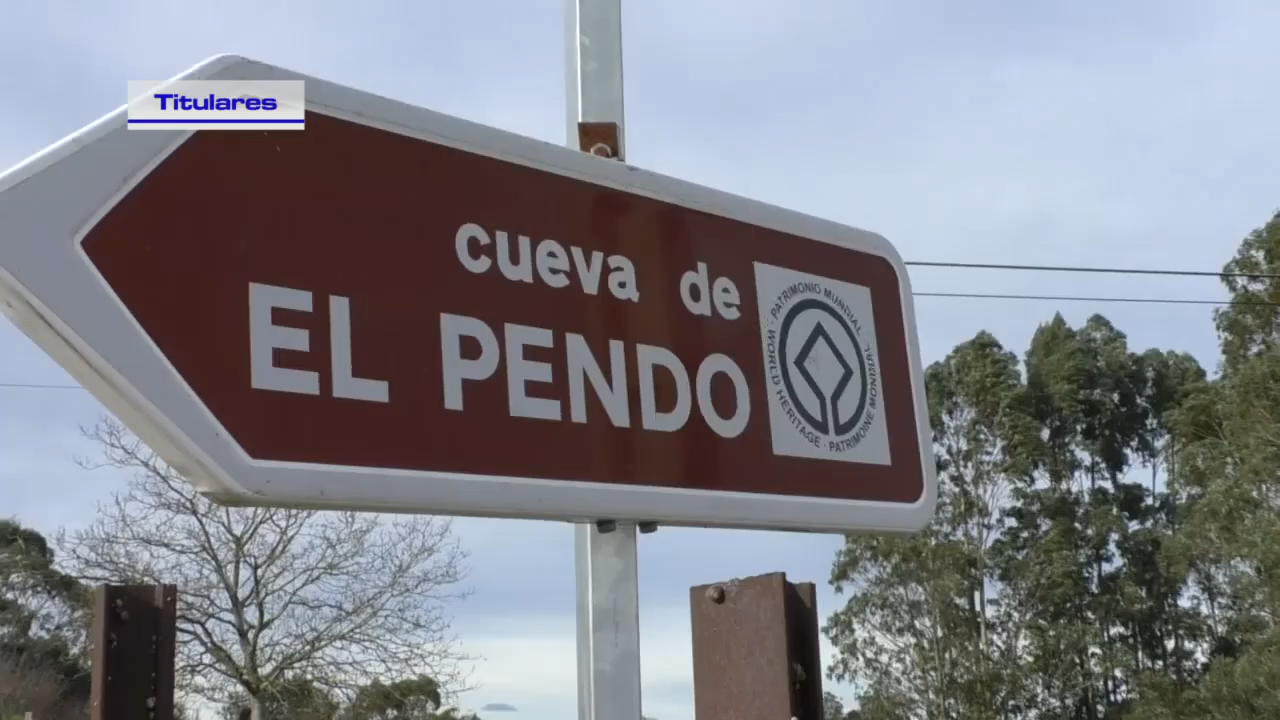 Titulares
cueva de
EL PENDO
PATRIMONIO MUNDIAL · WORLD HERITAGE · PATRIMOINE MONDIAL ·